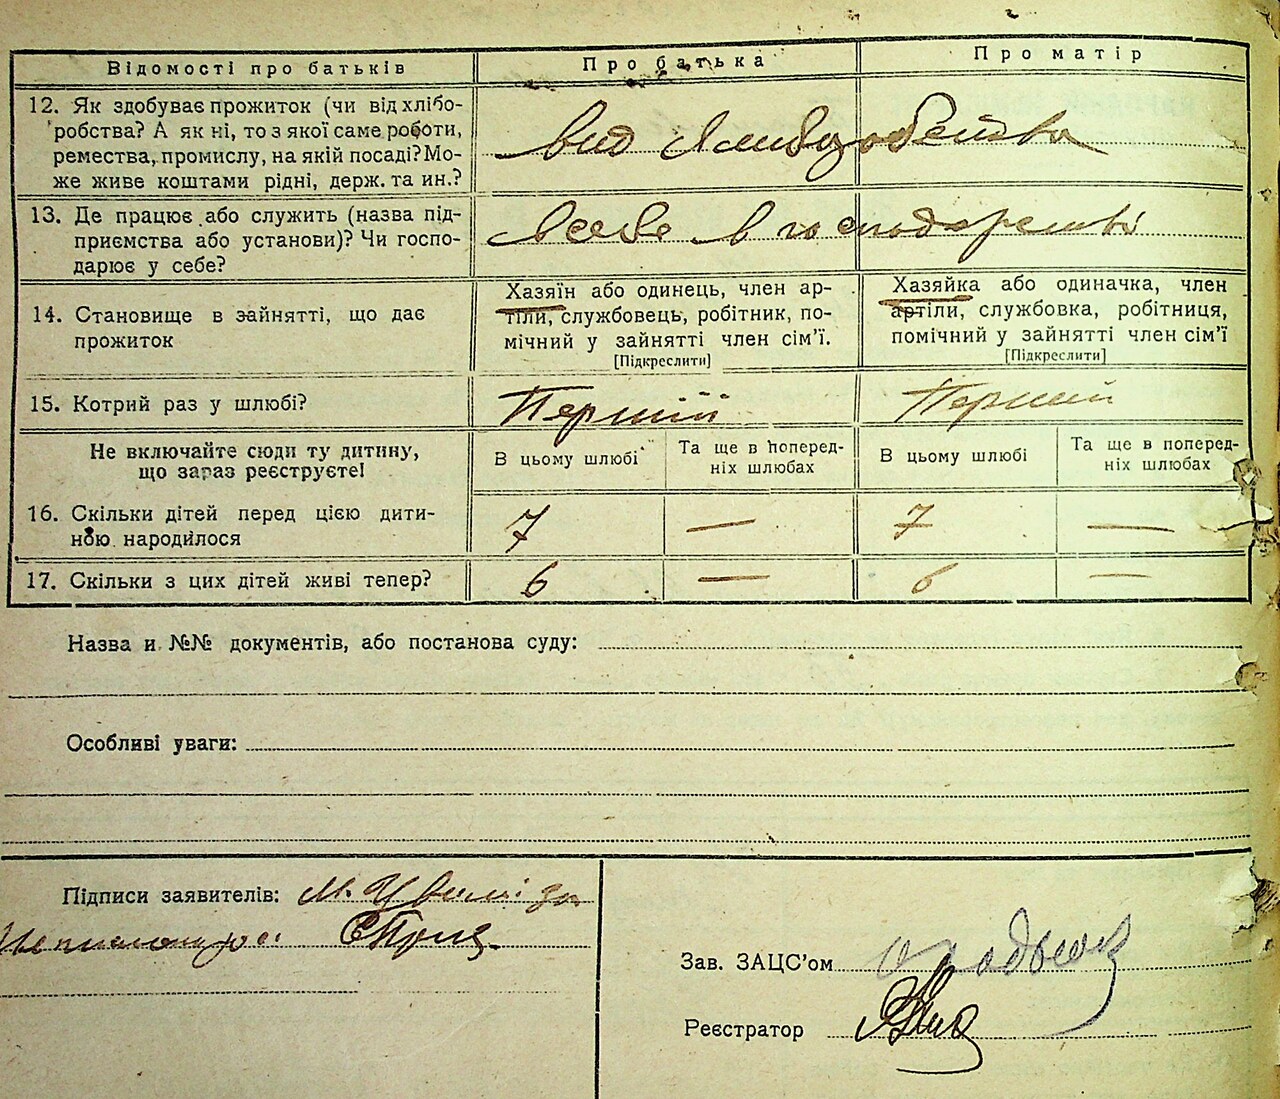 Відомості про батьків
Про батька
Про матір
12. Як здобуває прожиток (чи від хлібо-
робства? А як ні, то з якої саме роботи,
ремества, промислу, на якій посаді? Мо-
же живе коштами рідні, держ. та ин.?
вид хлибробства
13. Де працює або служить (назва під-
приємства або установи)? Чи госпо-
дарює у себе?
всебе в господарстві
14. Становище в зайнятті, що дає
прожиток
Хазяїн або одинець, член ар-
тіли, службовець, робітник, по-
мічний у зайнятті член сім'ї.
[Підкреслити]
Хазяйка або одиначка, член
артіли, службовка, робітниця,
помічний у зайнятті член сім'ї
[Підкреслити]
15. Котрий раз у шлюбі?
Перший
Перший
Не включайте сюди ту дитину,
що зараз реєструєте!
В цьому шлюбі
Та ще в поперед-
ніх шлюбах
В цьому шлюбі
Та ще в поперед-
ніх шлюбах
16. Скільки дітей перед цією дити-
ною народилося
7 — 7 —
17. Скільки з цих дітей живі тепер?
6 — 6 —
Назва и №№ документів, або постанова суду:
Особливі уваги:
Підписи заявителів: М.
Зав. ЗАЦС'ом
Реєстратор